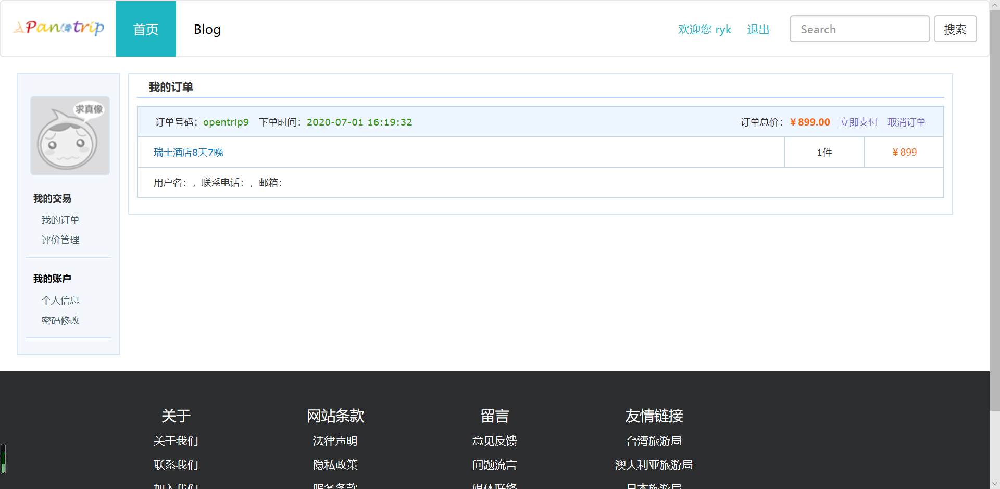 Panotrip
首页
Blog
欢迎您 ryk
退出
Search
搜索
求真像
我的交易
我的订单
评价管理
我的账户
个人信息
密码修改
我的订单
订单号码：opentrip9 下单时间：2020-07-01 16:19:32
订单总价：￥899.00 立即支付 取消订单
瑞士酒店8天7晚
1件
￥899
用户名：，联系电话：，邮箱：
关于
关于我们
联系我们
加入我们
网站条款
法律声明
隐私政策
服务条款
留言
意见反馈
问题流言
媒体联络
友情链接
台湾旅游局
澳大利亚旅游局
日本旅游局